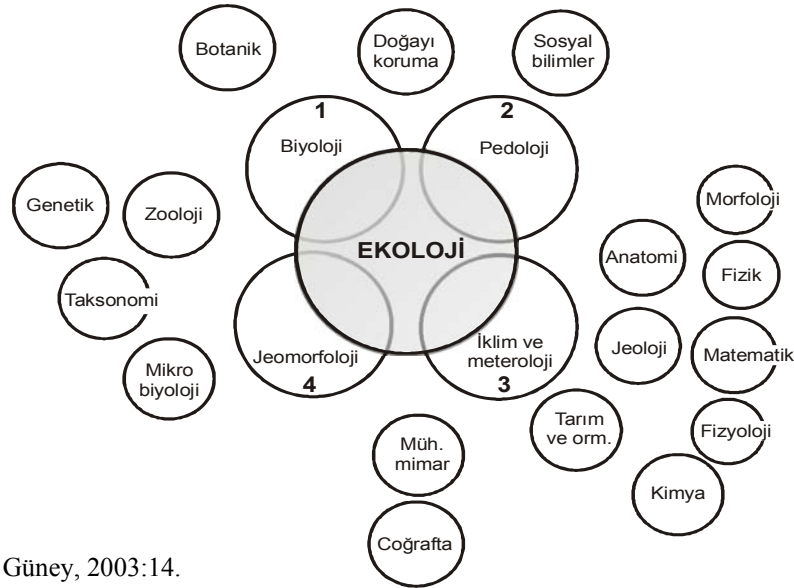 Botanik
Doğayı
koruma
Sosyal
bilimler
1
Biyoloji
2
Pedoloji
Genetik
Zooloji
Morfoloji
EKOLOJİ
Anatomi
Fizik
Taksonomi
Mikro
biyoloji
Jeomorfoloji
4
İklim ve
meteroloji
3
Jeoloji
Matematik
Tarım
ve orm.
Fizyoloji
Müh.
mimar
Kimya
Coğrafta
Güney, 2003:14.